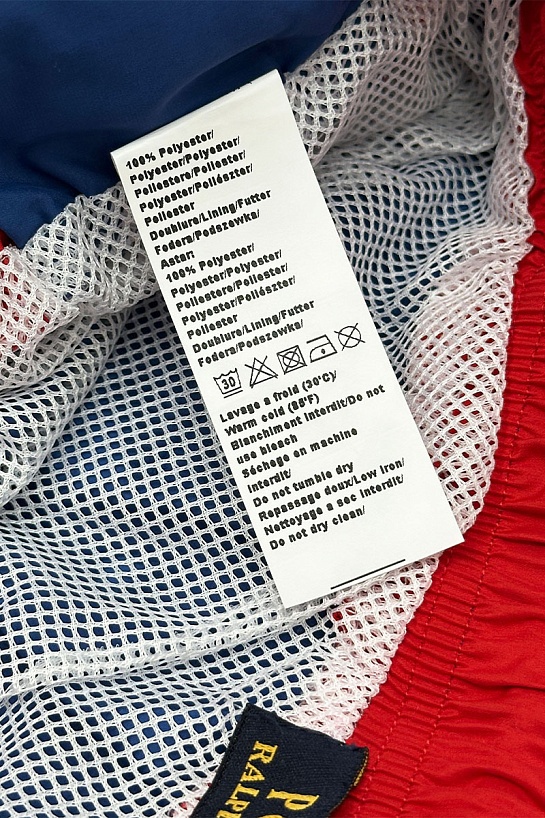 100% Polyester/
Polyester/Polyester/
Poliestere/Poliester/
Polyester/Poliészter/
Poliester
Doublure/Lining/Futter
Fodera/Podszewka/
Astar:
100% Polyester/
Polyester/Polyester/
Poliestere/Poliester/
Polyester/Poliészter/
Poliester
Doublure/Lining/Futter
Fodera/Podszewka/
30
Lavage a froid (30°C)/
Warm cold (85°F)
Blanchiment interdit/Do not
use bleach
Séchage en machine
interdit/
Do not tumble dry
Repassage doux/Low iron/
Nettoyage a sec interdit/
Do not dry clean/